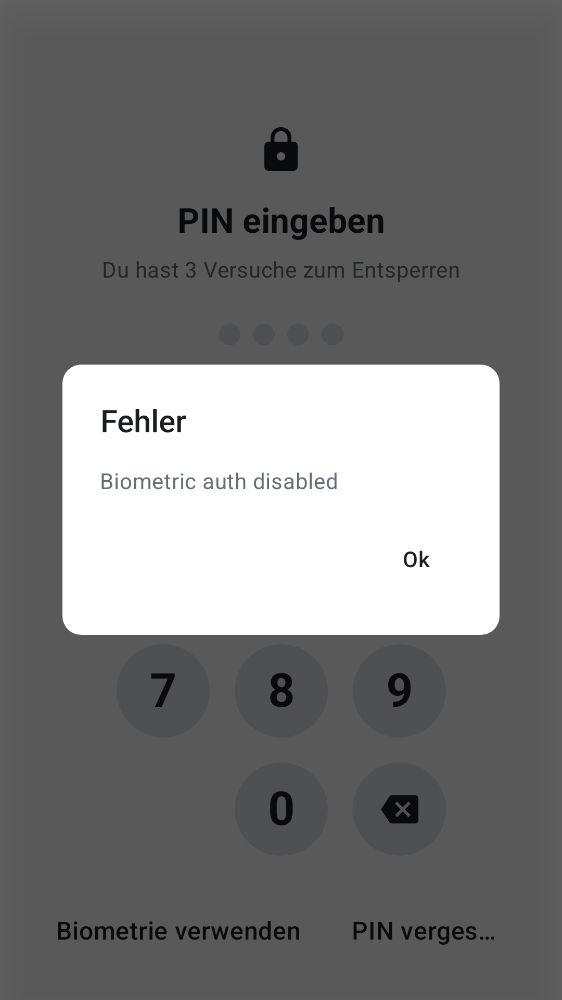 PIN eingeben
Du hast 3 Versuche zum Entsperren
Fehler
Biometric auth disabled
Ok
7 8 9
0
Biometrie verwenden PIN verges…